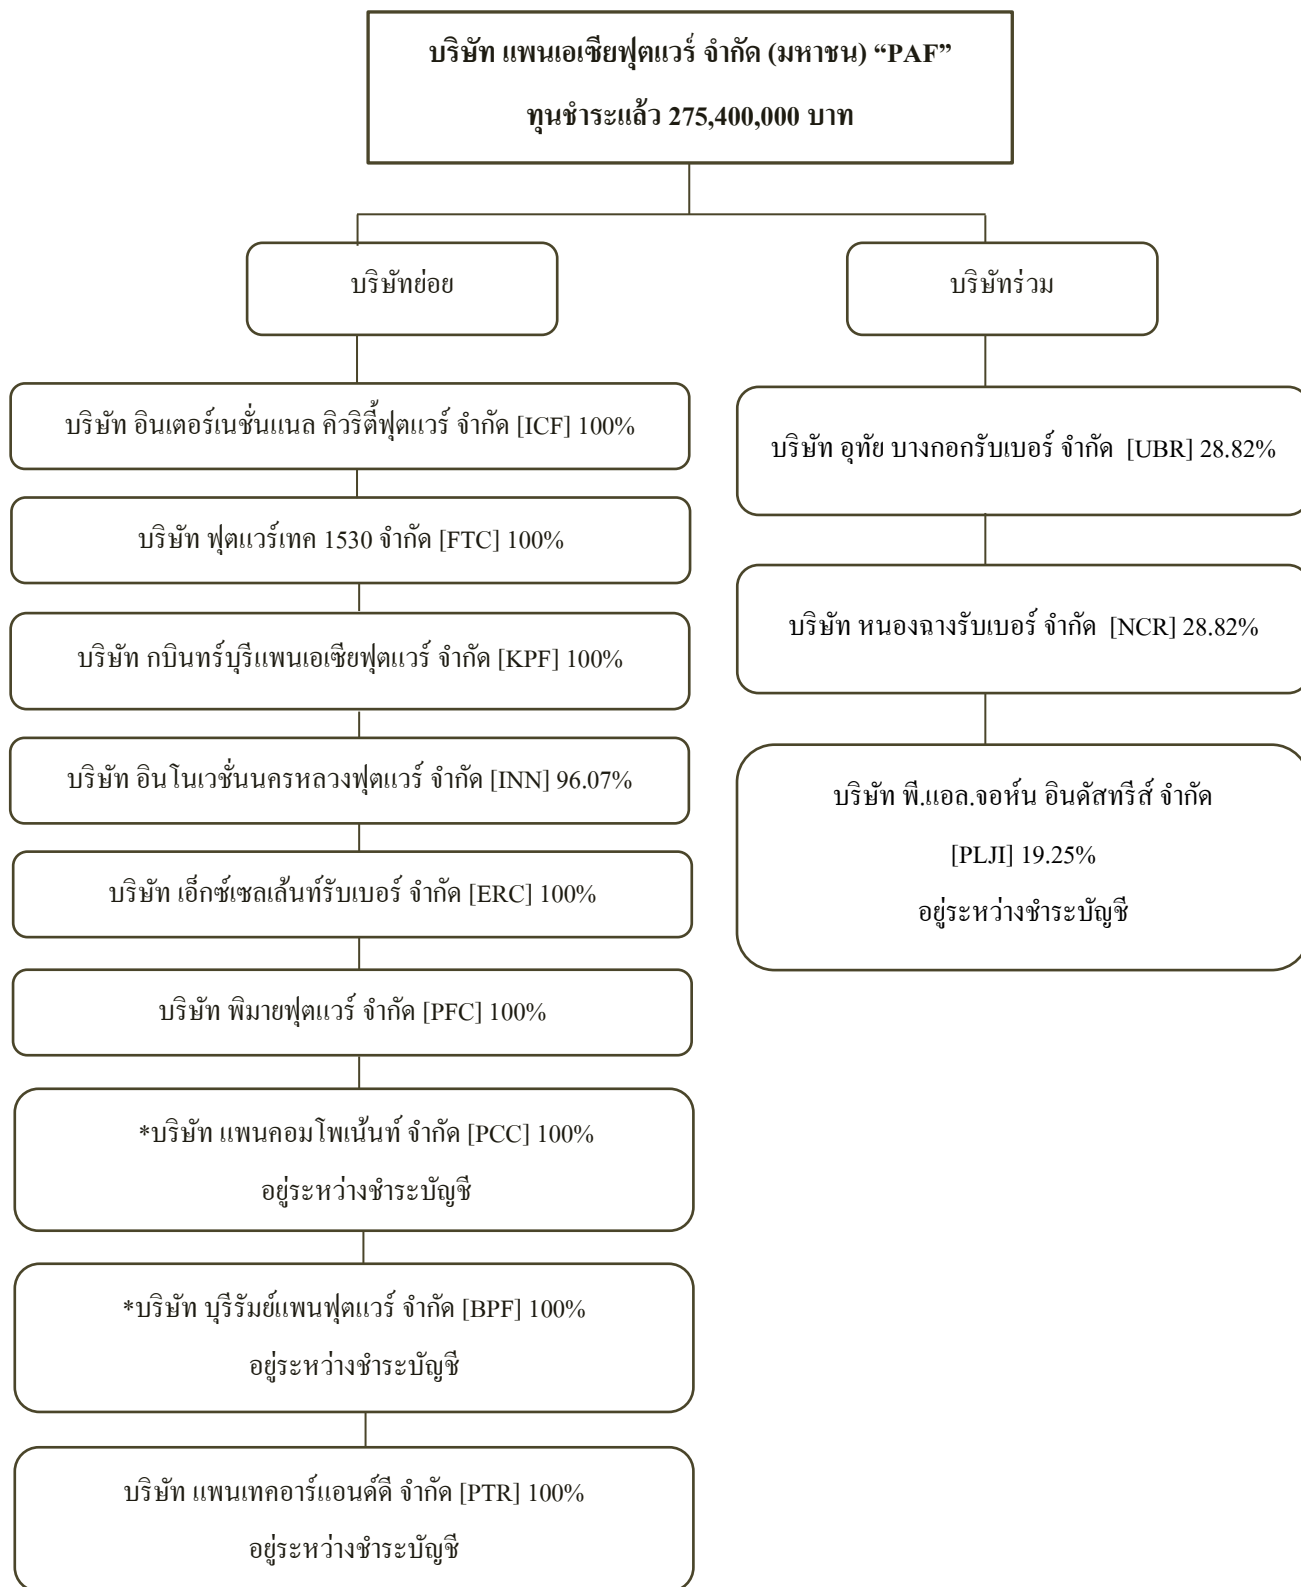 บริษัท แพนเอเซียฟุตแวร์ จำกัด (มหาชน) “PAF”
ทุนชำระแล้ว 275,400,000 บาท
บริษัทย่อย
บริษัทร่วม
บริษัท อินเตอร์เนชั่นแนล คิวริตี้ฟุตแวร์ จำกัด [ICF] 100%
บริษัท ฟุตแวร์เทค 1530 จำกัด [FTC] 100%
บริษัท กบินทร์บุรีแพนเอเซียฟุตแวร์ จำกัด [KPF] 100%
บริษัท อินโนเวชั่นนครหลวงฟุตแวร์ จำกัด [INN] 96.07%
บริษัท เอ็กซ์เซลเล้นท์รับเบอร์ จำกัด [ERC] 100%
บริษัท พิมายฟุตแวร์ จำกัด [PFC] 100%
*บริษัท แพนคอมโพเน้นท์ จำกัด [PCC] 100%
อยู่ระหว่างชำระบัญชี
*บริษัท บุรีรัมย์แพนฟุตแวร์ จำกัด [BPF] 100%
อยู่ระหว่างชำระบัญชี
บริษัท แพนเทคอาร์แอนด์ดี จำกัด [PTR] 100%
อยู่ระหว่างชำระบัญชี
บริษัท อุทัย บางกอกรับเบอร์ จำกัด [UBR] 28.82%
บริษัท หนองฉางรับเบอร์ จำกัด [NCR] 28.82%
บริษัท พี.แอล.จอห์น อินดัสทรีส์ จำกัด
[PLJI] 19.25%
อยู่ระหว่างชำระบัญชี